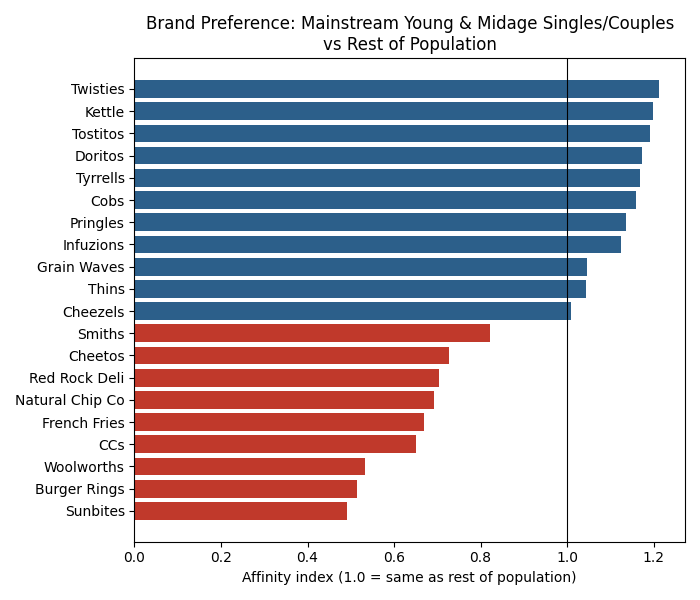 Brand Preference: Mainstream Young & Midage Singles/Couples
vs Rest of Population
Twisties
Kettle
Tostitos
Doritos
Tyrrells
Cobs
Pringles
Infuzions
Grain Waves
Thins
Cheezels
Smiths
Cheetos
Red Rock Deli
Natural Chip Co
French Fries
CCs
Woolworths
Burger Rings
Sunbites
0.0 0.2 0.4 0.6 0.8 1.0 1.2
Affinity index (1.0 = same as rest of population)